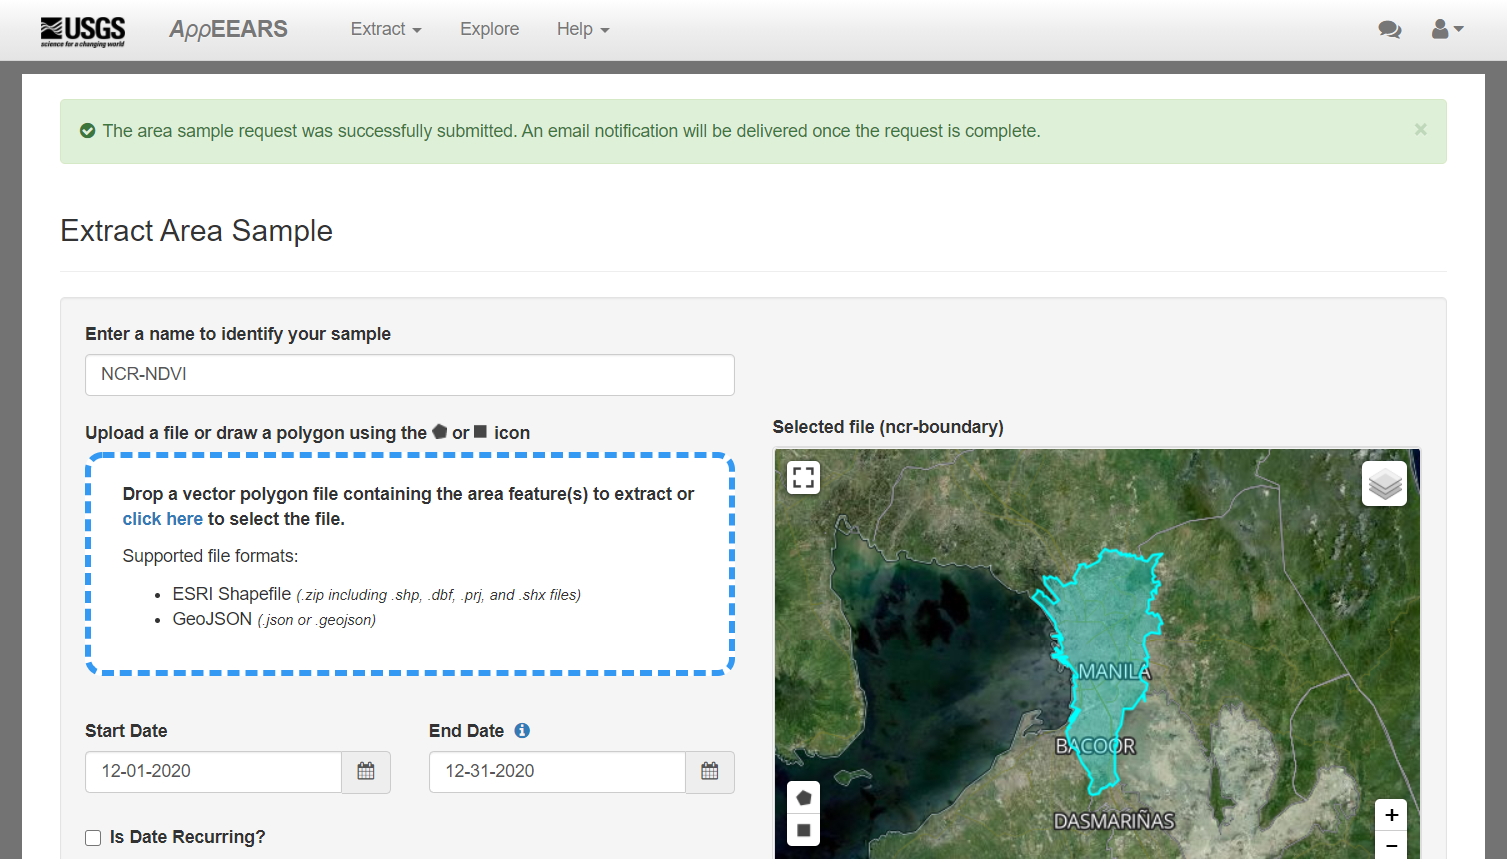 USGS
science for a changing world
AppEEARS
Extract
Explore
Help
The area sample request was successfully submitted. An email notification will be delivered once the request is complete.
×
Extract Area Sample
Enter a name to identify your sample
NCR-NDVI
Upload a file or draw a polygon using the or icon
Drop a vector polygon file containing the area feature(s) to extract or
click here to select the file.
Supported file formats:
• ESRI Shapefile (.zip including .shp, .dbf, .prj, and .shx files)
• GeoJSON (.json or .geojson)
Start Date
12-01-2020
End Date
12-31-2020
Is Date Recurring?
Selected file (ncr-boundary)
MANILA
BACOOR
DASMARIÑAS
+
−